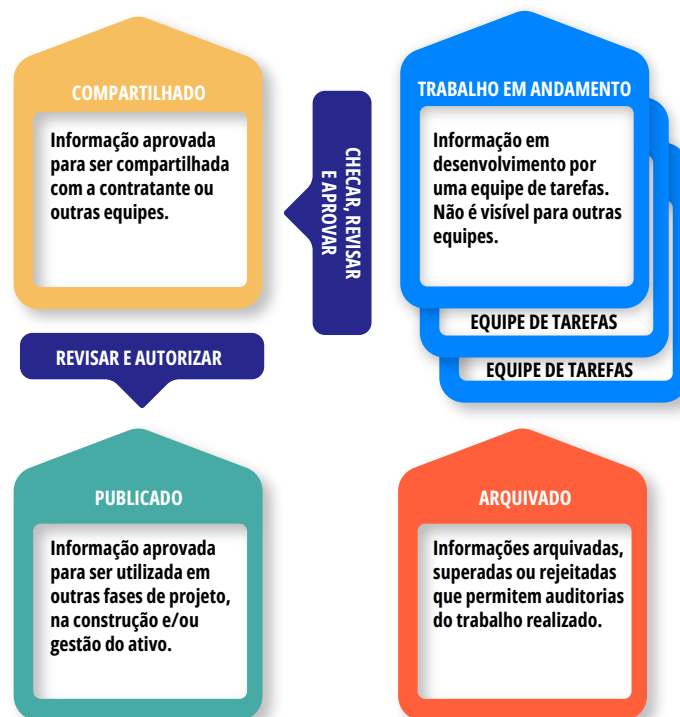 COMPARTILHADO
Informação aprovada
para ser compartilhada
com a contratante ou
outras equipes.
CHECAR, REVISAR
E APROVAR
TRABALHO EM ANDAMENTO
Informação em
desenvolvimento por
uma equipe de tarefas.
Não é visível para outras
equipes.
EQUIPE DE TAREFAS
EQUIPE DE TAREFAS
REVISAR E AUTORIZAR
PUBLICADO
Informação aprovada
para ser utilizada em
outras fases de projeto,
na construção e/ou
gestão do ativo.
ARQUIVADO
Informações arquivadas,
superadas ou rejeitadas
que permitem auditorias
do trabalho realizado.